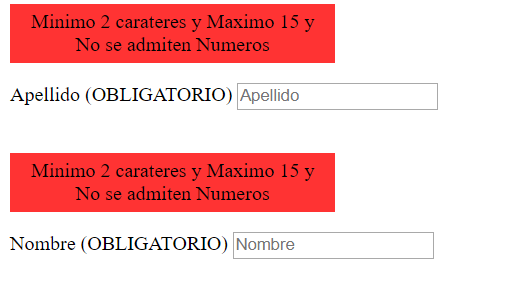 Minimo 2 carateres y Maximo 15 y
No se admiten Numeros
Apellido (OBLIGATORIO) Apellido
Minimo 2 carateres y Maximo 15 y
No se admiten Numeros
Nombre (OBLIGATORIO) Nombre